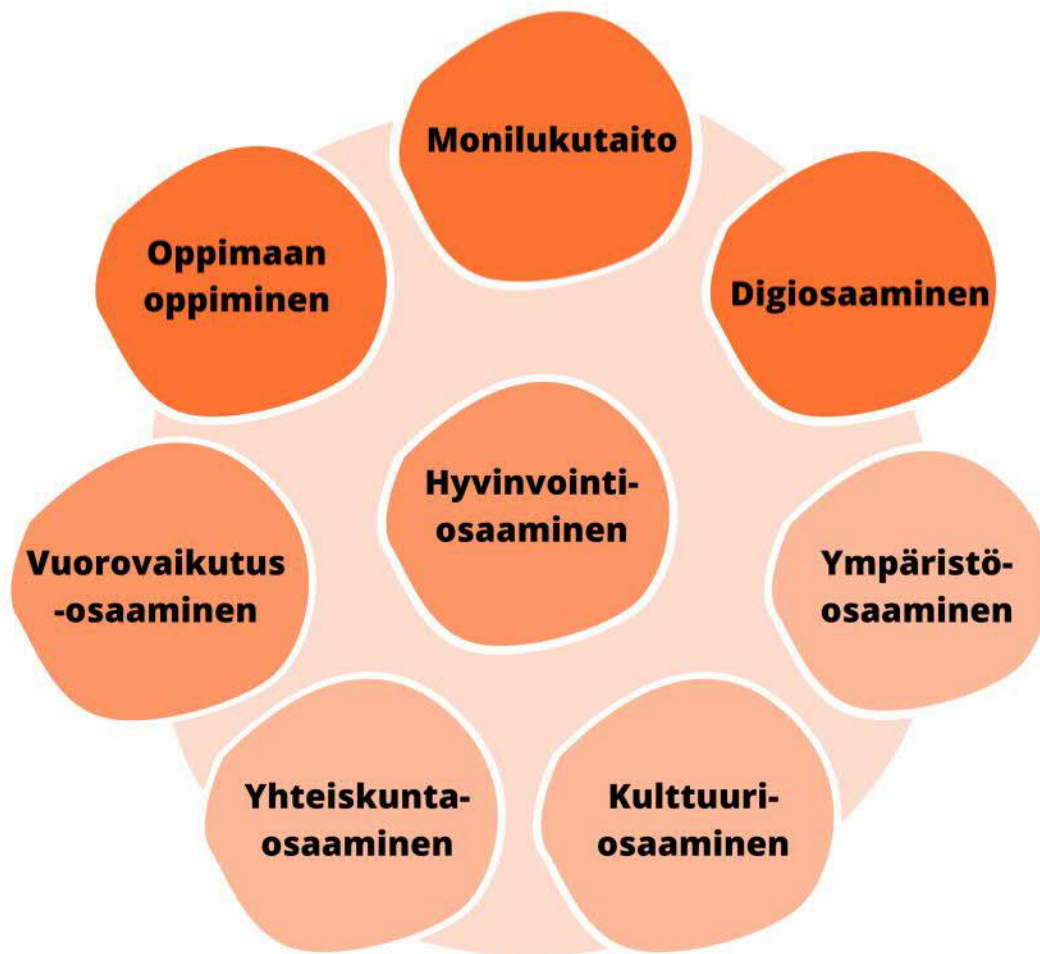 Monilukutaito
Oppimaan
oppiminen
Digiosaaminen
Hyvinvointi-
osaaminen
Vuorovaikutus
-osaaminen
Ympäristö-
osaaminen
Yhteiskunta-
osaaminen
Kulttuuri-
osaaminen